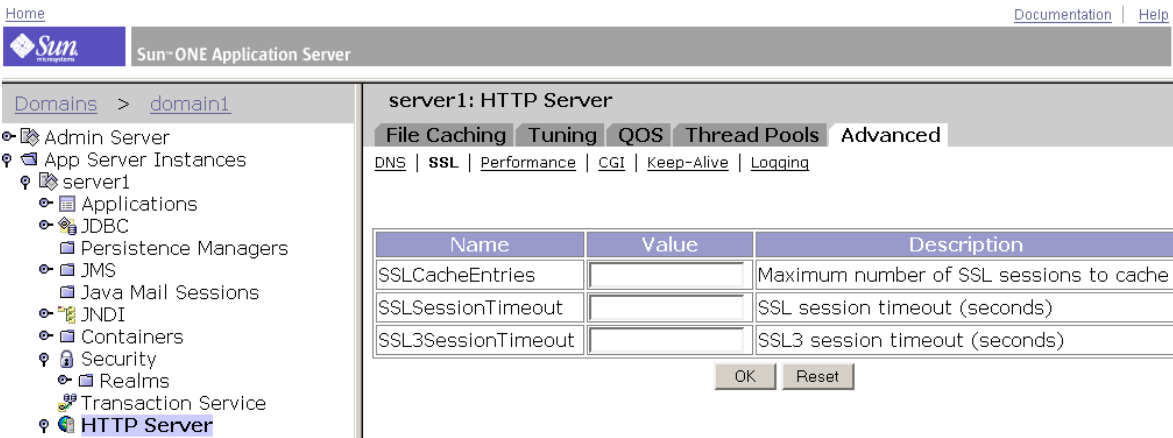 Home Documentation | Help
Sun microsystems Sun™ ONE Application Server
Domains > domain1
Admin Server
App Server Instances
server1
Applications
JDBC
Persistence Managers
JMS
Java Mail Sessions
JNDI
Containers
Security
Realms
Transaction Service
HTTP Server
server1: HTTP Server
File Caching Tuning QOS Thread Pools Advanced
DNS | SSL | Performance | CGI | Keep-Alive | Logging
Name Value Description
SSLCacheEntries Maximum number of SSL sessions to cache
SSLSessionTimeout SSL session timeout (seconds)
SSL3SessionTimeout SSL3 session timeout (seconds)
OK Reset